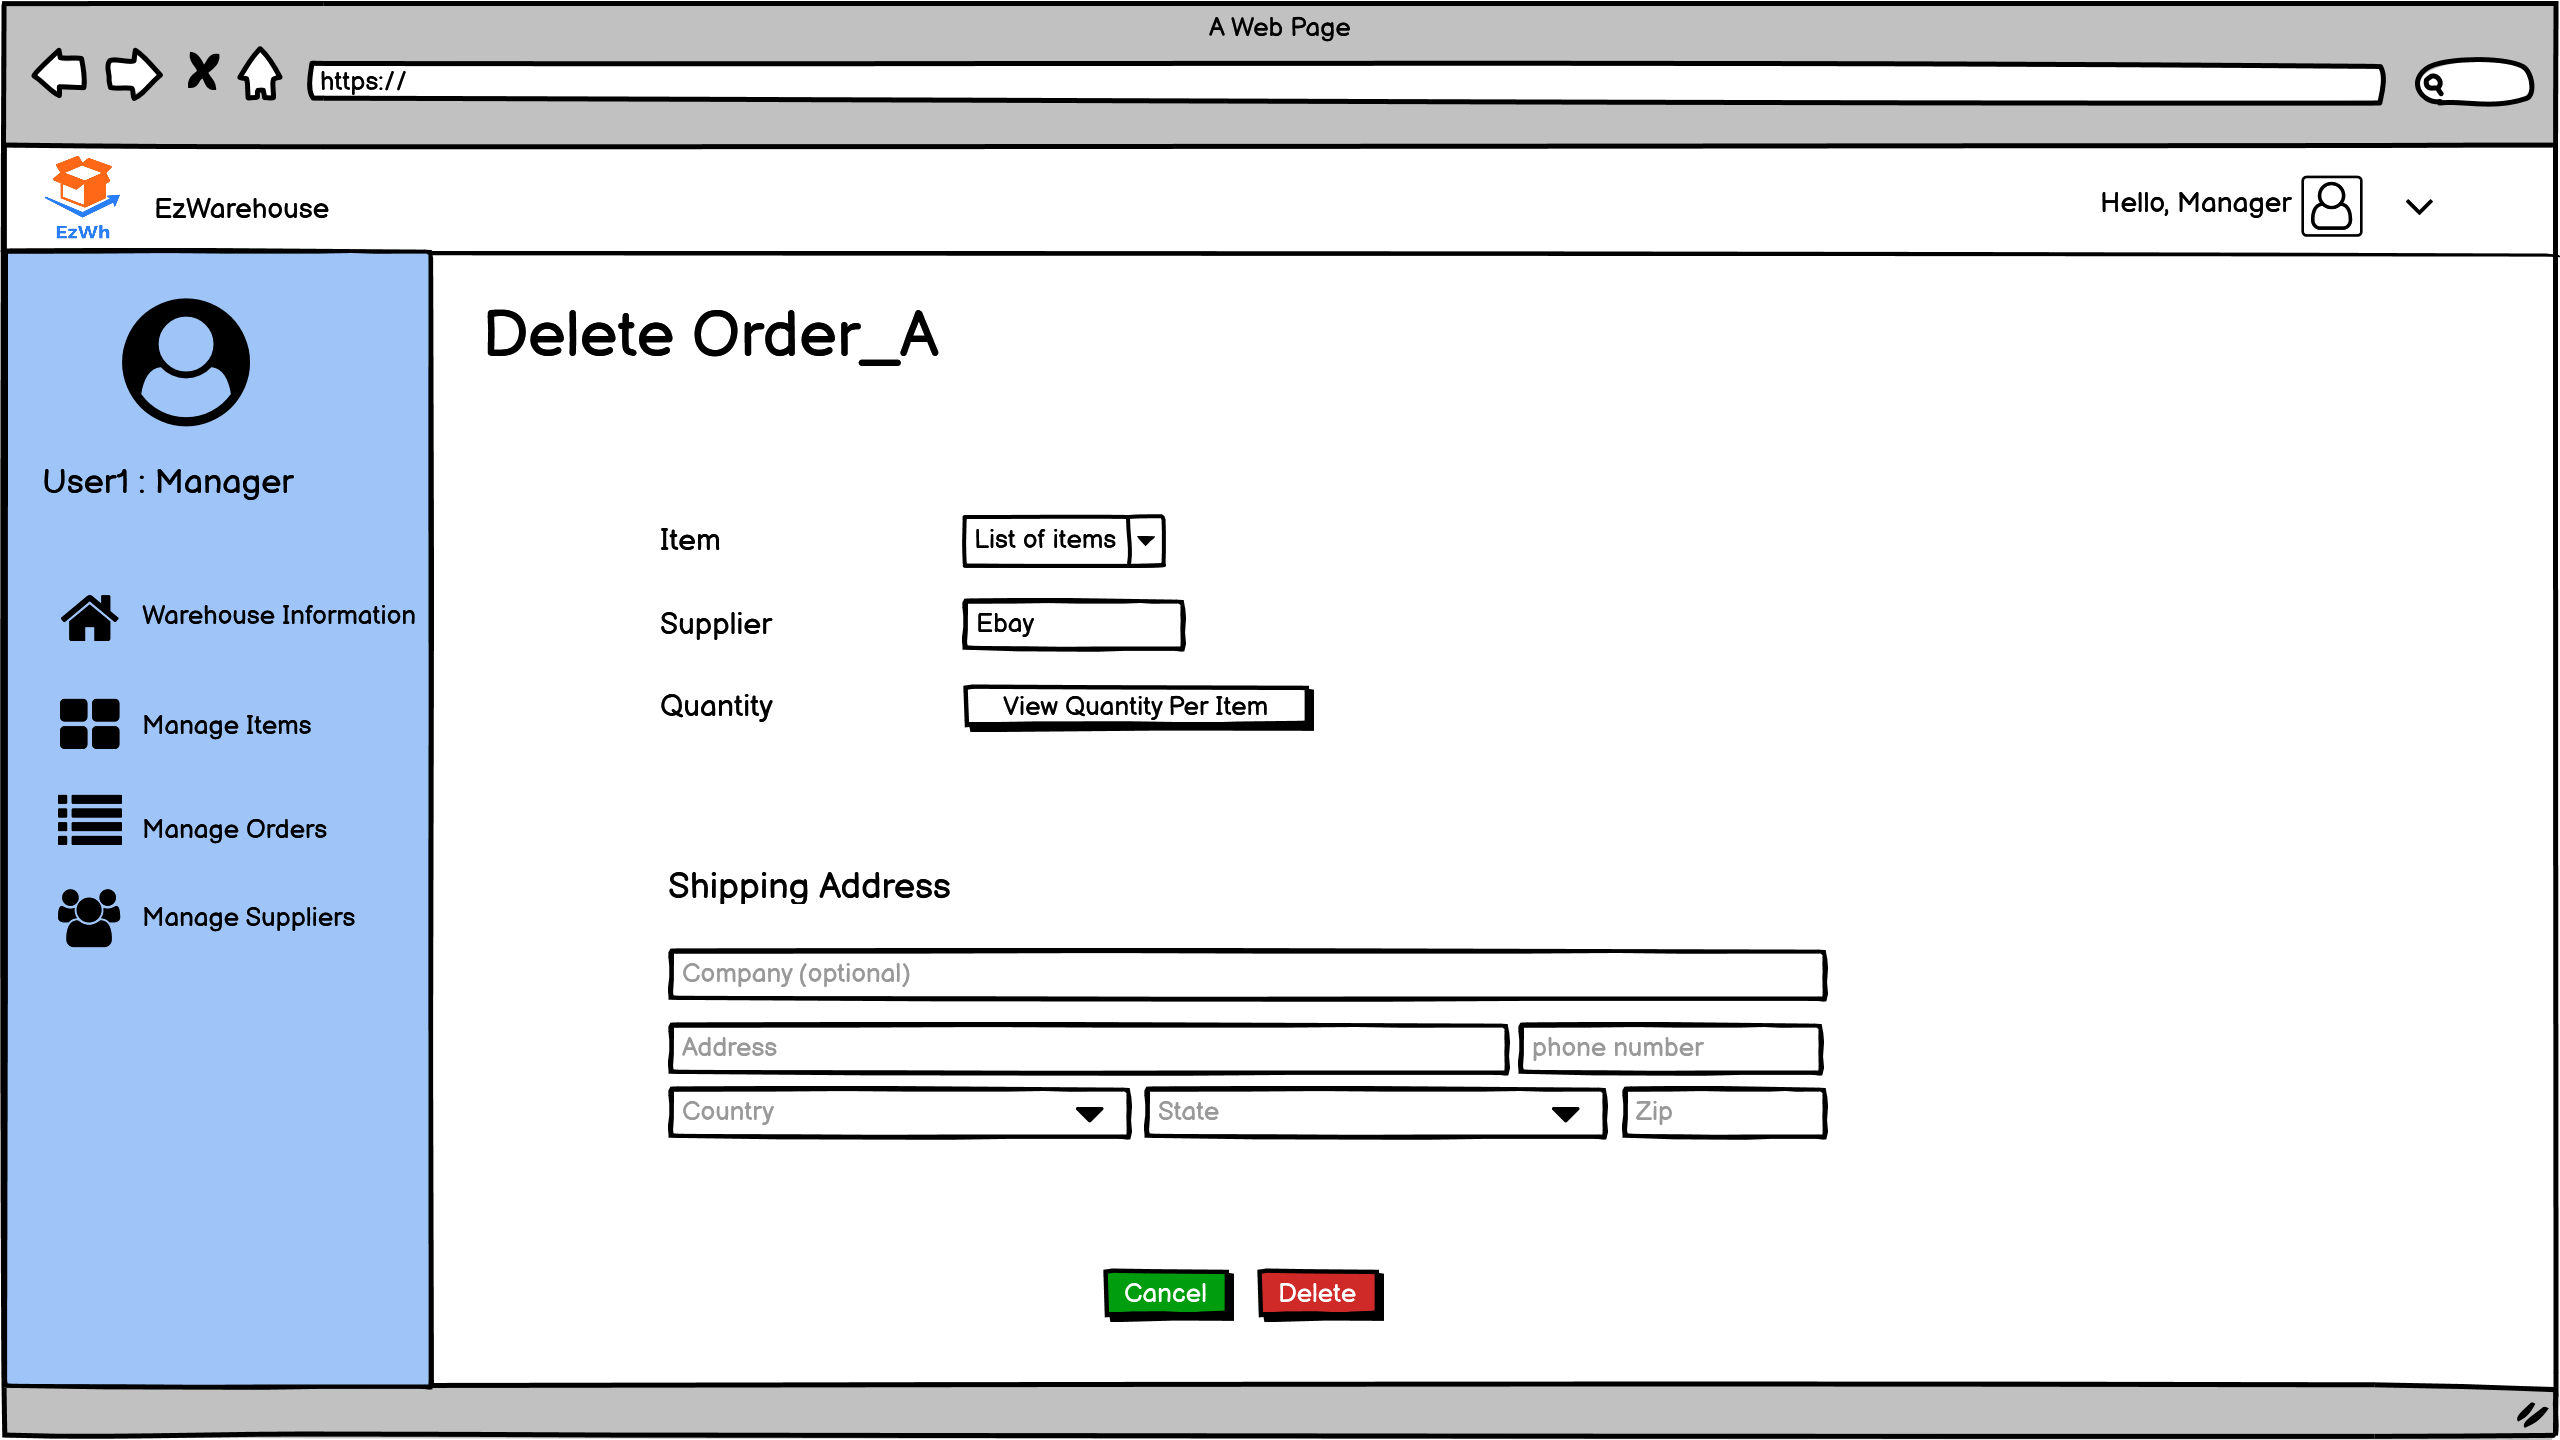 A Web Page
https://
EzWh
EzWarehouse
Hello, Manager
User1 : Manager
Warehouse Information
Manage Items
Manage Orders
Manage Suppliers
Delete Order_A
Item
List of items
Supplier
Ebay
Quantity
View Quantity Per Item
Shipping Address
Company (optional)
Address
phone number
Country
State
Zip
Cancel
Delete